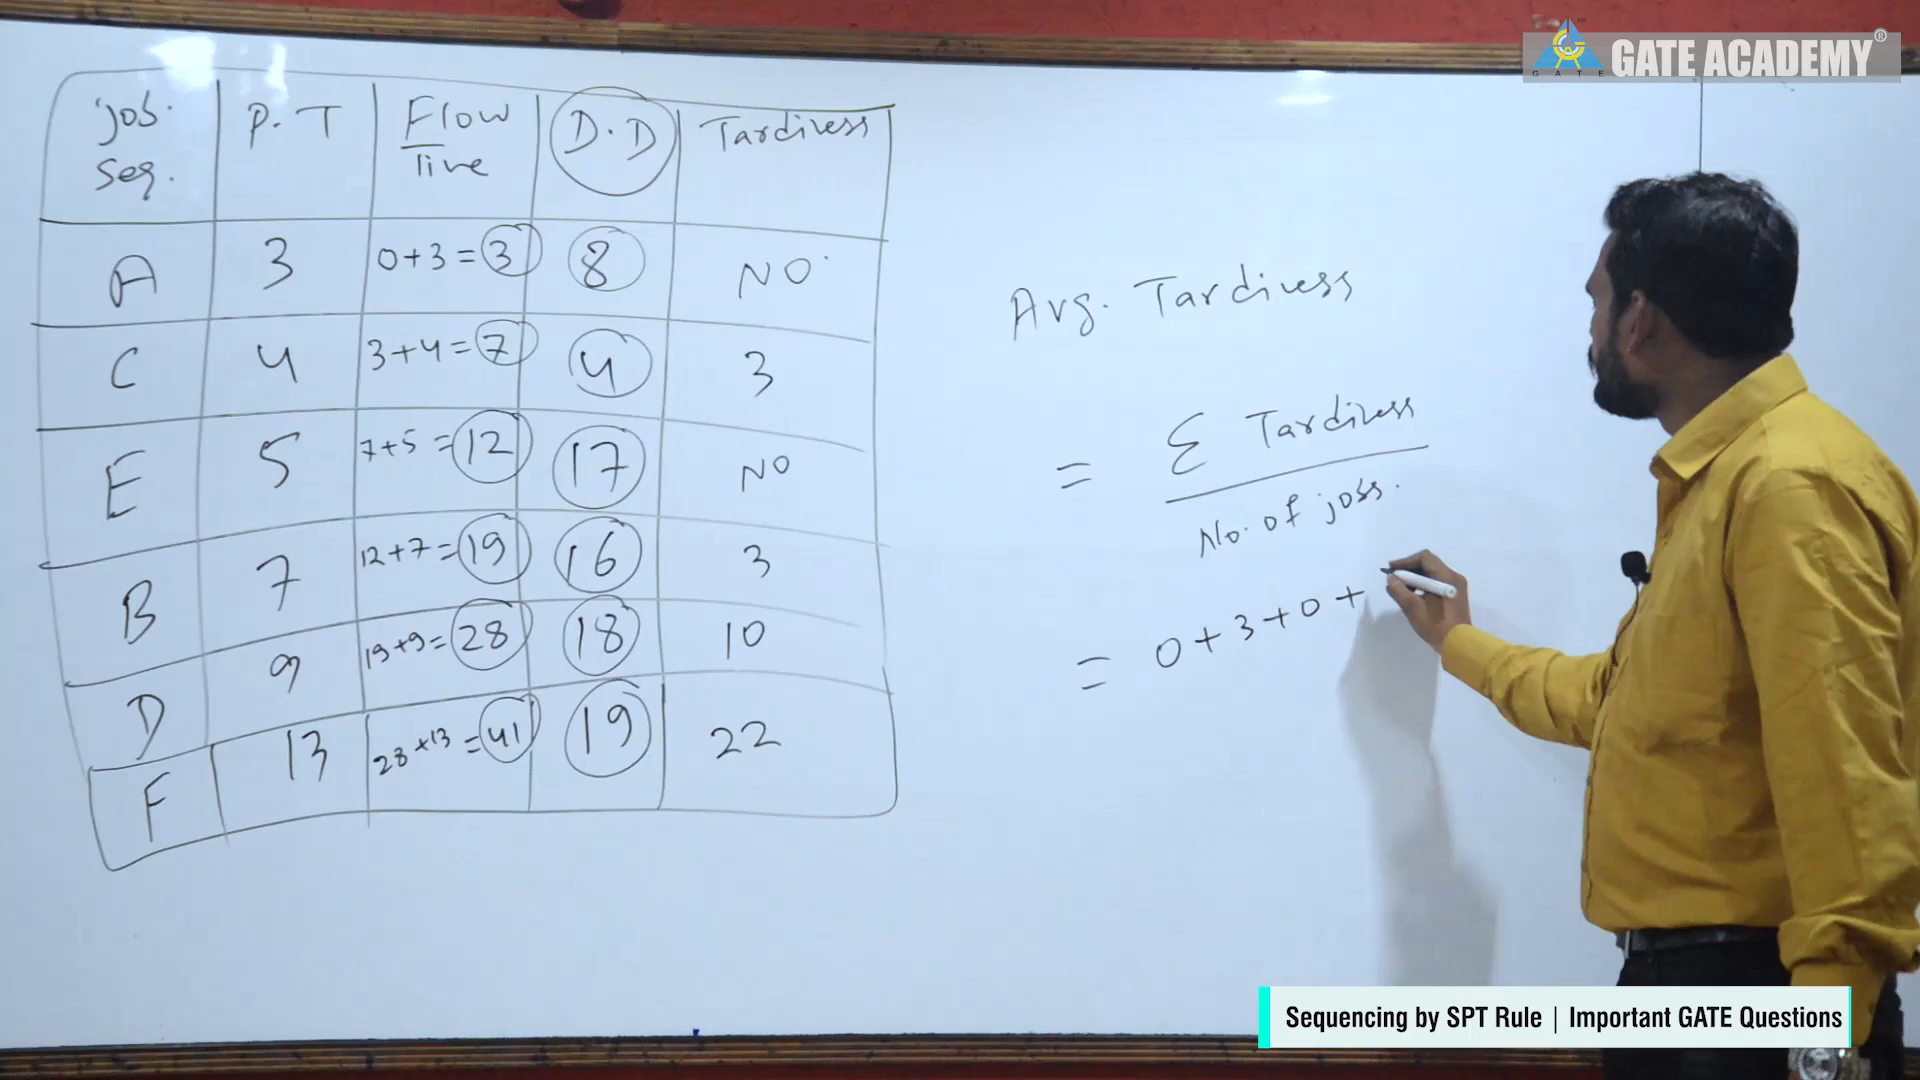 GATE
GATE ACADEMY®
Job. Seq. P.T Flow Time D.D Tardiness
A 3 0+3=3 8 NO
C 4 3+4=7 4 3
E 5 7+5=12 17 NO
B 7 12+7=19 16 3
D 9 19+9=28 18 10
F 13 28+13=41 19 22
Avg. Tardiness
= Σ Tardiness
No. of jobs.
= 0+3+0+
Sequencing by SPT Rule | Important GATE Questions